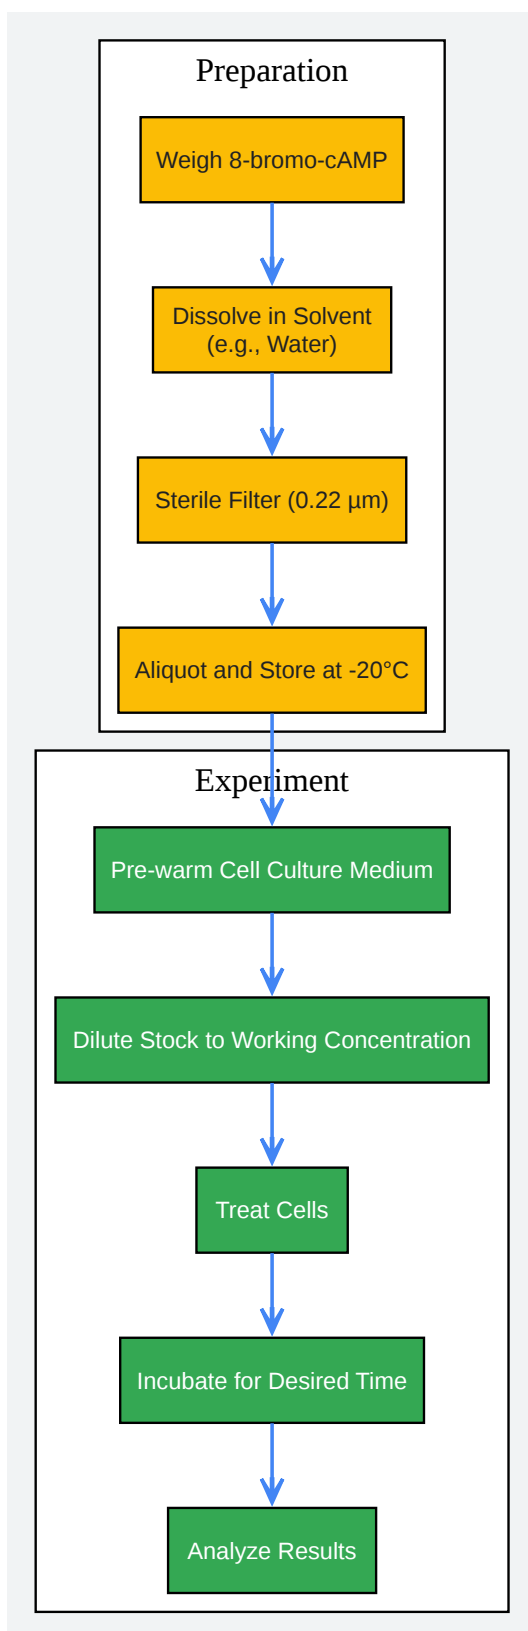 Preparation
Weigh 8-bromo-cAMP
Dissolve in Solvent
(e.g., Water)
Sterile Filter (0.22 µm)
Aliquot and Store at -20°C
Experiment
Pre-warm Cell Culture Medium
Dilute Stock to Working Concentration
Treat Cells
Incubate for Desired Time
Analyze Results